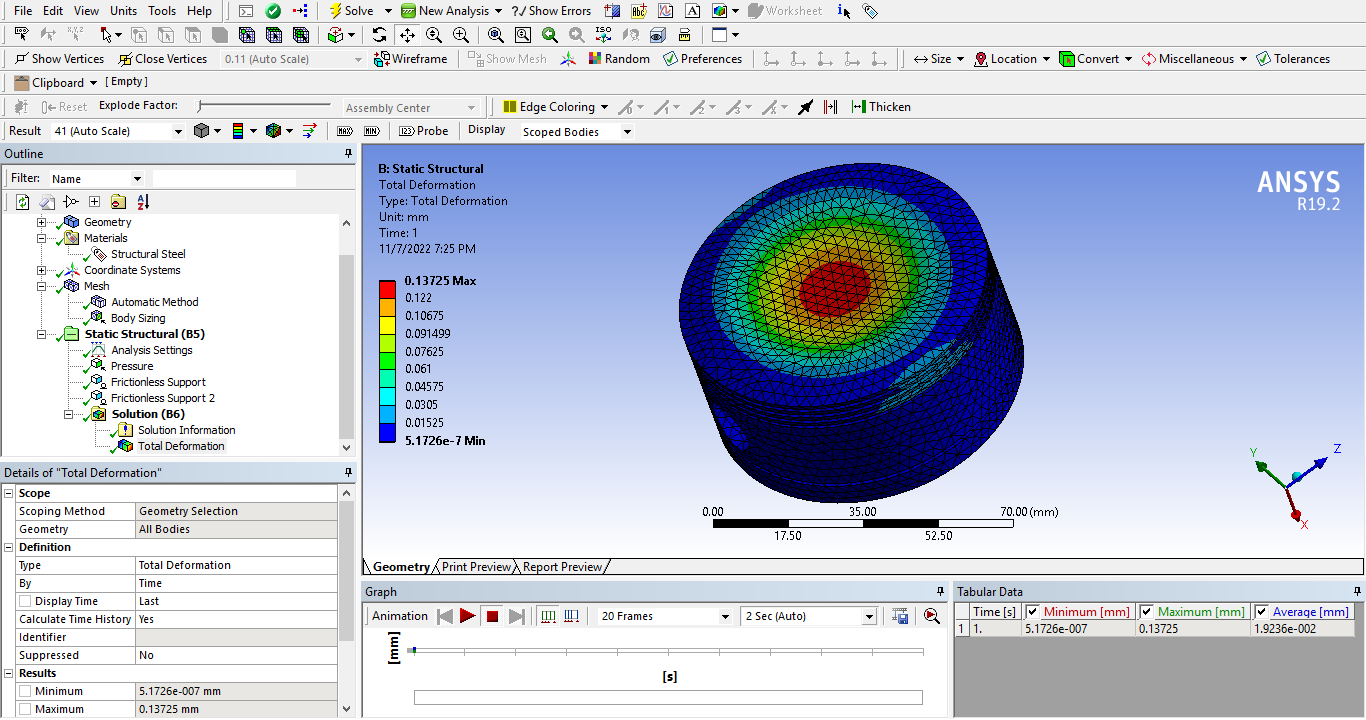 File Edit View Units Tools Help Solve New Analysis ?/ Show Errors Worksheet
Show Vertices Close Vertices 0.11 (Auto Scale) Wireframe Show Mesh Random Preferences Size Location Convert Miscellaneous Tolerances
Clipboard [ Empty ]
Reset Explode Factor: Assembly Center Edge Coloring Thicken
Result 41 (Auto Scale) MAX MIN Probe Display Scoped Bodies
Outline
Filter: Name
Geometry
Materials
Structural Steel
Coordinate Systems
Mesh
Automatic Method
Body Sizing
Static Structural (B5)
Analysis Settings
Pressure
Frictionless Support
Frictionless Support 2
Solution (B6)
Solution Information
Total Deformation
Details of "Total Deformation"
Scope
Scoping Method Geometry Selection
Geometry All Bodies
Definition
Type Total Deformation
By Time
Display Time Last
Calculate Time History Yes
Identifier
Suppressed No
Results
Minimum 5.1726e-007 mm
Maximum 0.13725 mm
B: Static Structural
Total Deformation
Type: Total Deformation
Unit: mm
Time: 1
11/7/2022 7:25 PM
0.13725 Max
0.122
0.10675
0.091499
0.07625
0.061
0.04575
0.0305
0.01525
5.1726e-7 Min
ANSYS
R19.2
Y
Z
X
0.00 35.00 70.00 (mm)
17.50 52.50
Geometry Print Preview Report Preview
Graph
Animation 20 Frames 2 Sec (Auto)
[mm]
[s]
Tabular Data
Time [s] Minimum [mm] Maximum [mm] Average [mm]
1 1. 5.1726e-007 0.13725 1.9236e-002